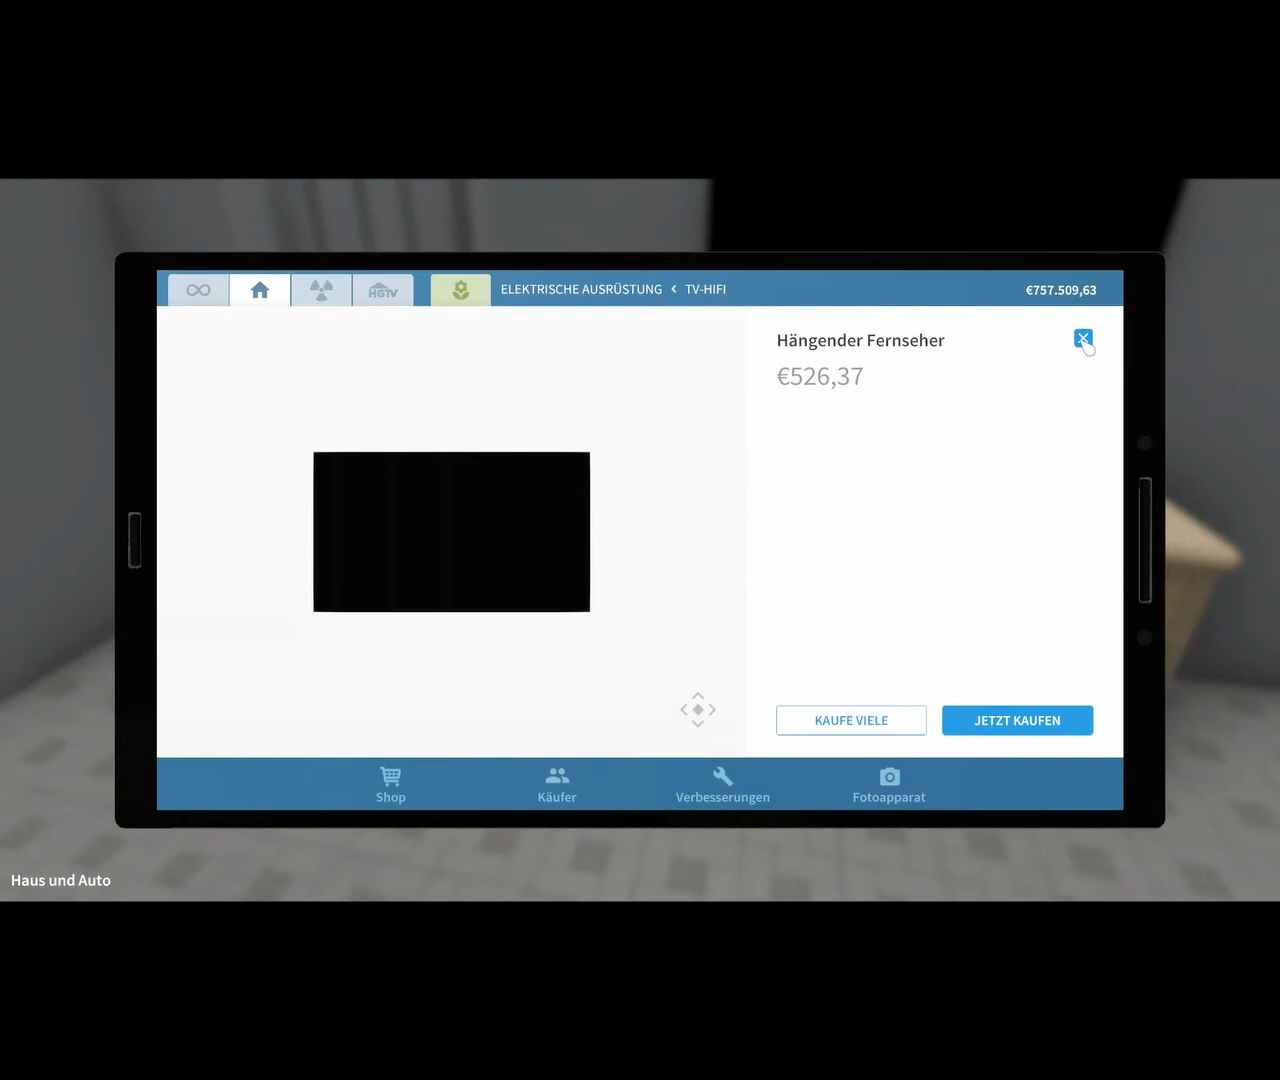 HGTV
ELEKTRISCHE AUSRÜSTUNG < TV-HIFI
€757.509,63
Hängender Fernseher
€526,37
KAUFE VIELE
JETZT KAUFEN
Shop
Käufer
Verbesserungen
Fotoapparat
Haus und Auto